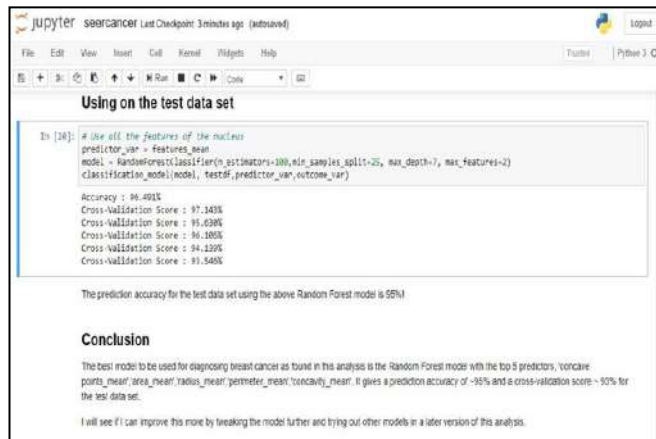 jupyter seercancer Last Checkpoint: 3 minutes ago (autosaved) Logout
File Edit View Insert Cell Kernel Widgets Help Trusted Python 3
Run Code
Using on the test data set
In [20]: # Use all the features of the nucleus
predictor_var = features_mean
model = RandomForestClassifier(n_estimators=100,min_samples_split=25, max_depth=7, max_features=2)
classification_model(model, testdf,predictor_var,outcome_var)
Accuracy : 96.491%
Cross-Validation Score : 97.143%
Cross-Validation Score : 95.630%
Cross-Validation Score : 96.106%
Cross-Validation Score : 94.139%
Cross-Validation Score : 93.546%
The prediction accuracy for the test data set using the above Random Forest model is 95%!
Conclusion
The best model to be used for diagnosing breast cancer as found in this analysis is the Random Forest model with the top 5 predictors, 'concave
points_mean','area_mean','radius_mean','perimeter_mean','concavity_mean'. It gives a prediction accuracy of ~95% and a cross-validation score ~ 93% for
the test data set.
I will see if I can improve this more by tweaking the model further and trying out other models in a later version of this analysis.